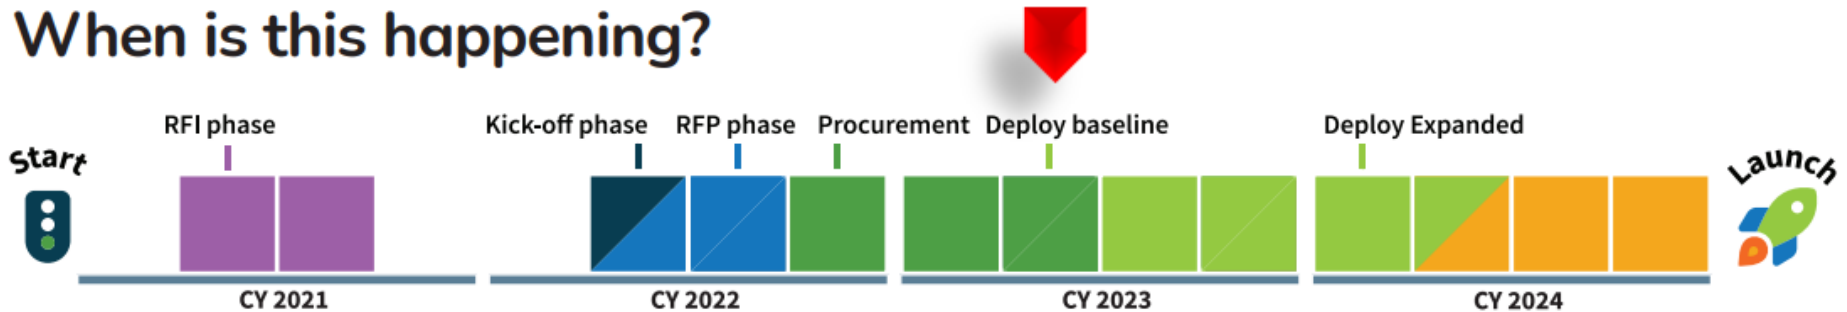 When is this happening?
RFI phase
Kick-off phase
RFP phase
Procurement
Deploy baseline
Deploy Expanded
Start
Launch
CY 2021
CY 2022
CY 2023
CY 2024